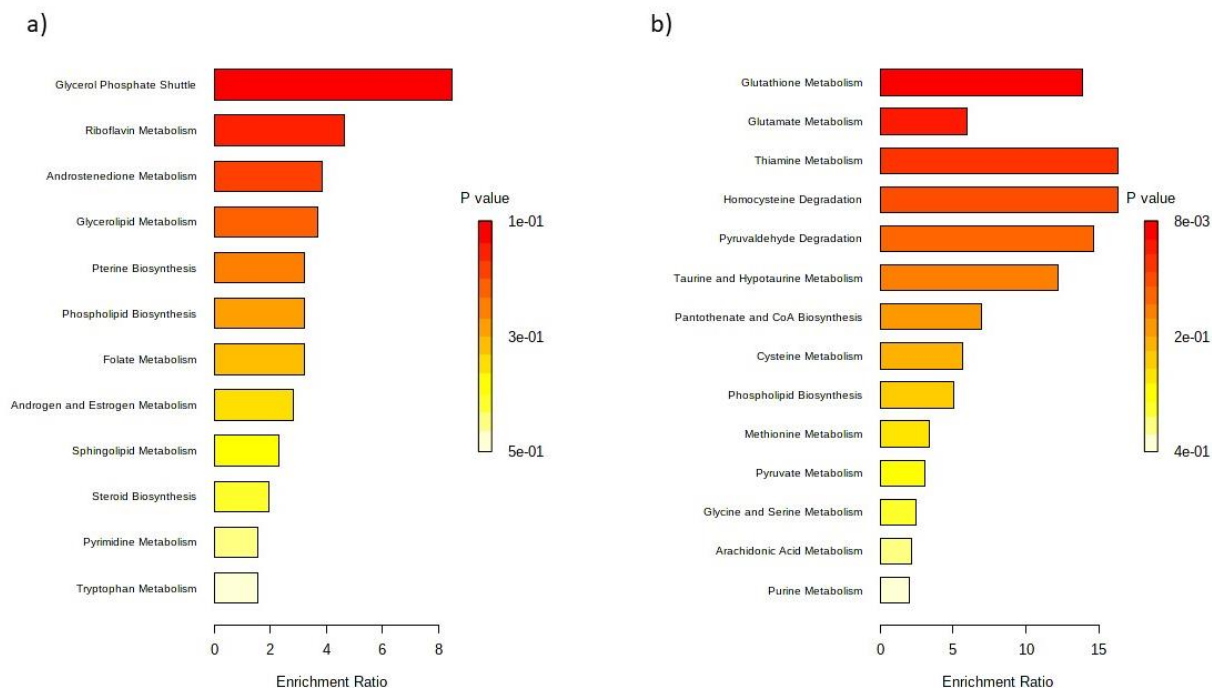 a)
Glycerol Phosphate Shuttle
Riboflavin Metabolism
Androstenedione Metabolism
Glycerolipid Metabolism
Pterine Biosynthesis
Phospholipid Biosynthesis
Folate Metabolism
Androgen and Estrogen Metabolism
Sphingolipid Metabolism
Steroid Biosynthesis
Pyrimidine Metabolism
Tryptophan Metabolism
0 2 4 6 8
Enrichment Ratio
P value
1e-01
3e-01
5e-01
b)
Glutathione Metabolism
Glutamate Metabolism
Thiamine Metabolism
Homocysteine Degradation
Pyruvaldehyde Degradation
Taurine and Hypotaurine Metabolism
Pantothenate and CoA Biosynthesis
Cysteine Metabolism
Phospholipid Biosynthesis
Methionine Metabolism
Pyruvate Metabolism
Glycine and Serine Metabolism
Arachidonic Acid Metabolism
Purine Metabolism
0 5 10 15
Enrichment Ratio
P value
8e-03
2e-01
4e-01